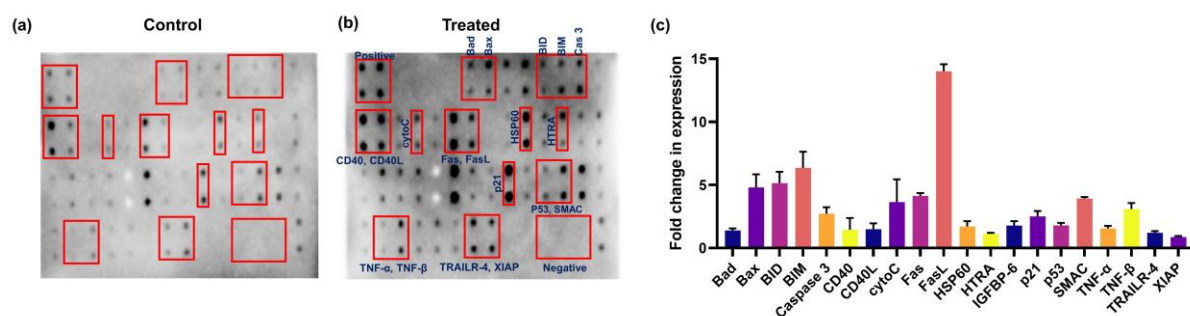 (a)
Control
(b)
Treated
Positive
Bad
Bax
BID
BIM
Cas 3
CD40, CD40L
cytoC
Fas, FasL
HSP60
HTRA
p21
P53, SMAC
TNF-α, TNF-β
TRAILR-4, XIAP
Negative
(c)
Fold change in expression
15
10
5
0
Bad
Bax
BID
BIM
Caspase 3
CD40
CD40L
cytoC
Fas
FasL
HSP60
HTRA
IGFBP-6
p21
p53
SMAC
TNF-α
TNF-β
TRAILR-4
XIAP